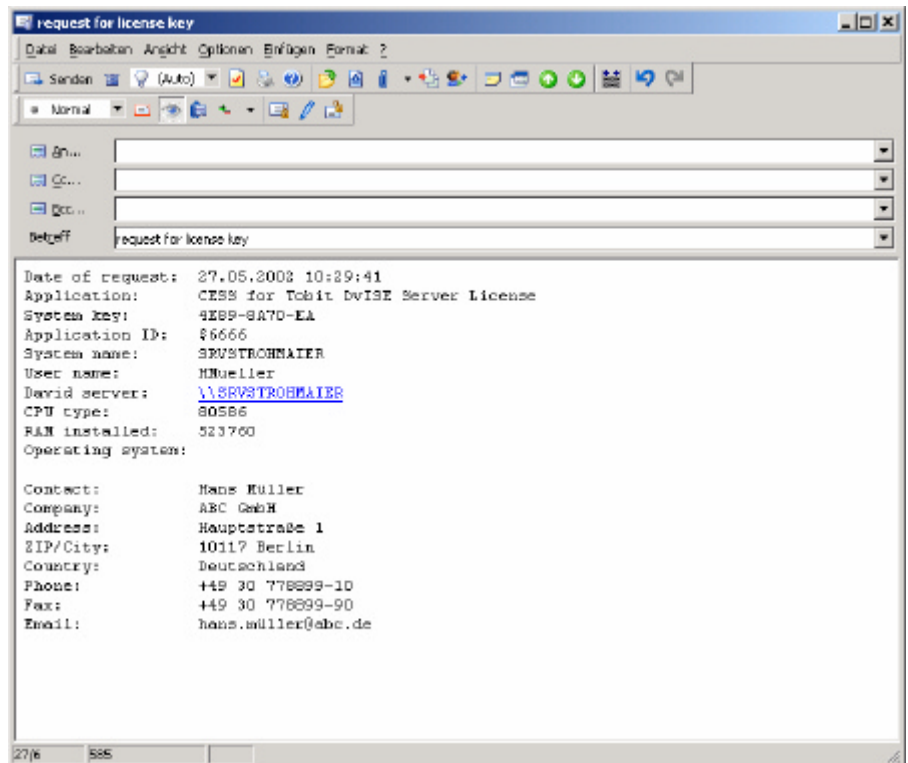 request for license key
Datei Bearbeiten Ansicht Optionen Einfügen Format ?
Senden (Auto)
Normal
An...
Cc...
Bcc...
Betreff request for license key
Date of request: 27.05.2002 10:29:41
Application: CESS for Tobit DvISE Server License
System key: 4E89-8A70-EA
Application ID: $6666
System name: SRVSTROHMAIER
User name: HMueller
David server: \\SRVSTROHMAIER
CPU type: 80586
RAM installed: 523760
Operating system:
Contact: Hans Müller
Company: ABC GmbH
Address: Hauptstraße 1
ZIP/City: 10117 Berlin
Country: Deutschland
Phone: +49 30 778899-10
Fax: +49 30 778899-90
Email: hans.müller@abc.de
27/6 585